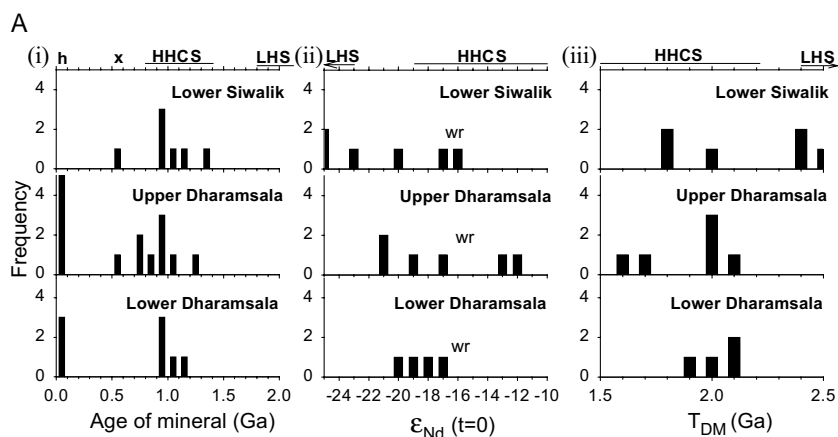 A
(i) h x HHCS LHS (ii) LHS HHCS (iii) HHCS LHS
Lower Siwalik Lower Siwalik Lower Siwalik
4
2
0
wr
Upper Dharamsala Upper Dharamsala Upper Dharamsala
4
2
0
wr
Lower Dharamsala Lower Dharamsala Lower Dharamsala
4
2
0
wr
Frequency
0.0 0.5 1.0 1.5 2.0
Age of mineral (Ga)
4
2
0
4
2
0
4
2
0
-24 -22 -20 -18 -16 -14 -12 -10
εNd (t=0)
4
2
0
4
2
0
4
2
0
1.5 2.0 2.5
TDM (Ga)